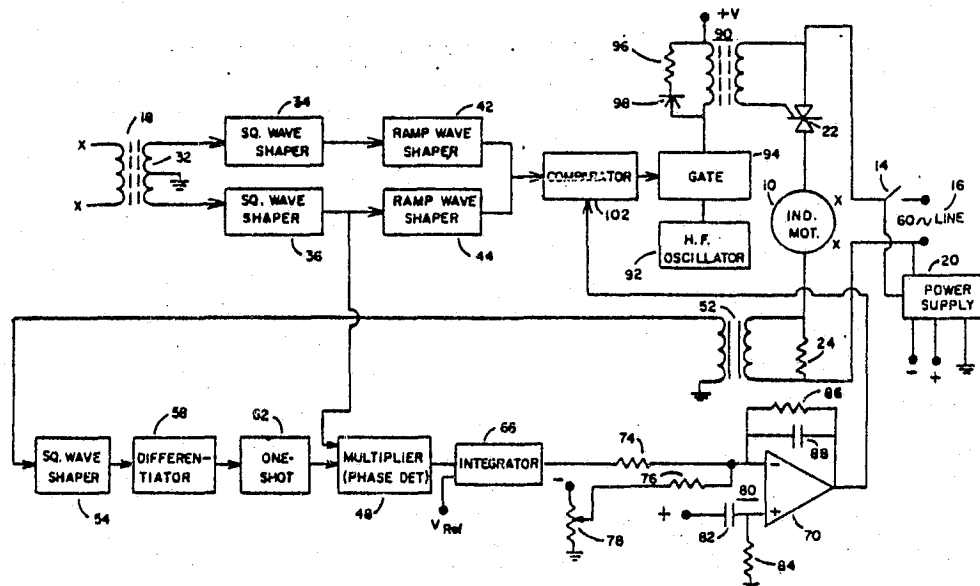 +V
90
96
98
34
42
18
X
32
X
SQ. WAVE
SHAPER
RAMP WAVE
SHAPER
22
94
COMPARATOR
102
GATE
14
16
10
X
60~LINE
IND.
MOT.
X
SQ. WAVE
SHAPER
36
RAMP WAVE
SHAPER
44
H.F.
OSCILLATOR
92
20
POWER
SUPPLY
- +
52
24
86
88
58
62
66
74
SQ. WAVE
SHAPER
54
DIFFEREN-
TIATOR
ONE-
SHOT
MULTIPLIER
(PHASE DET)
48
INTEGRATOR
VRef
76
-
78
80
+
82
84
-
+
70